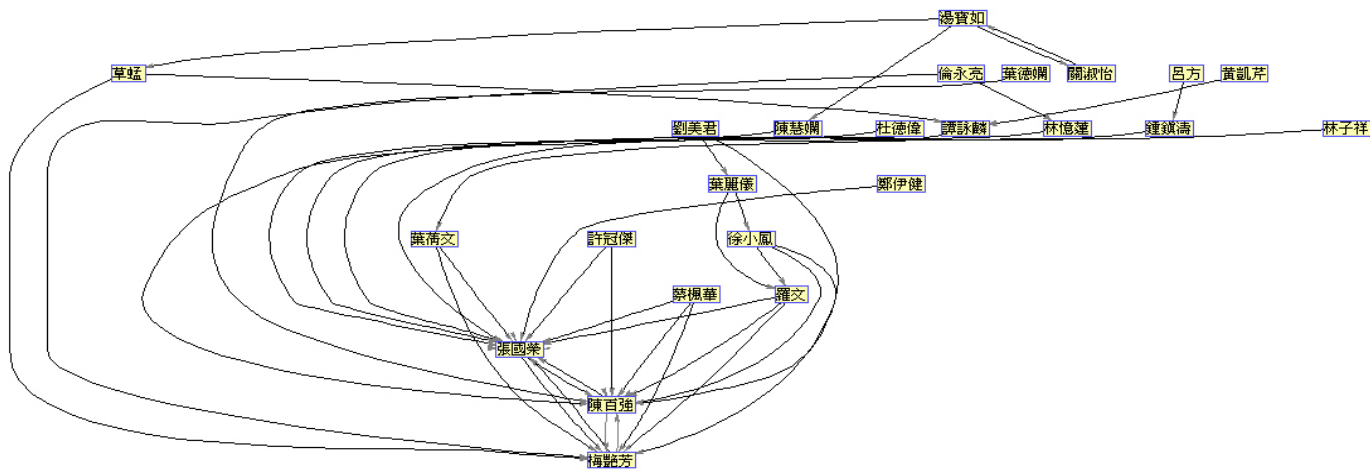 湯寶如
草蜢
倫永亮
葉德嫻
關淑怡
呂方
黃凱芹
劉美君
陳慧嫻
杜德偉
譚詠麟
林憶蓮
鍾鎮濤
林子祥
葉麗儀
鄭伊健
葉蒨文
許冠傑
徐小鳳
蔡楓華
羅文
張國榮
陳百強
梅艷芳